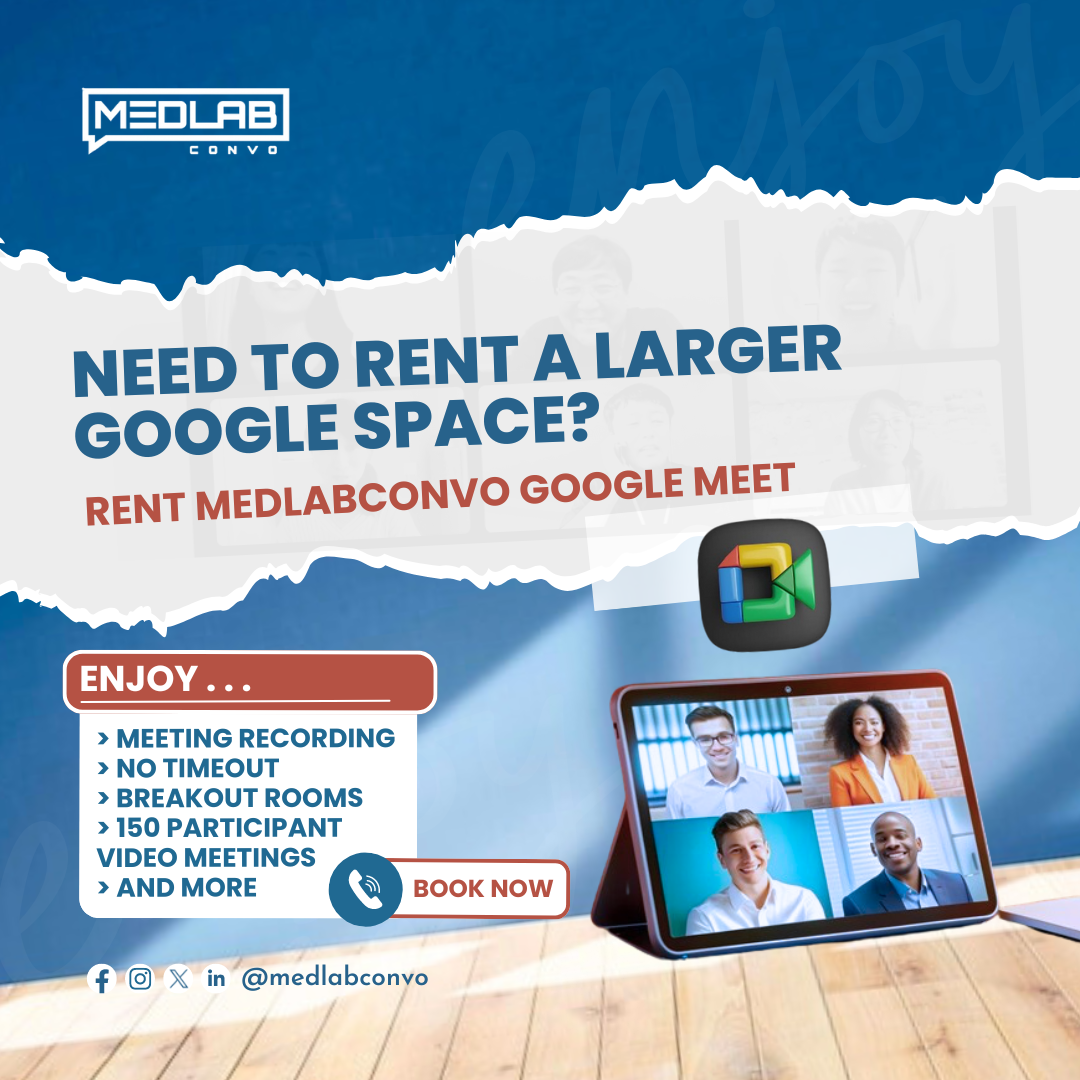 enjoy
MEDLAB
CONVO
NEED TO RENT A LARGER
GOOGLE SPACE?
RENT MEDLABCONVO GOOGLE MEET
ENJOY . . .
> MEETING RECORDING
> NO TIMEOUT
> BREAKOUT ROOMS
> 150 PARTICIPANT
VIDEO MEETINGS
> AND MORE
BOOK NOW
@medlabconvo